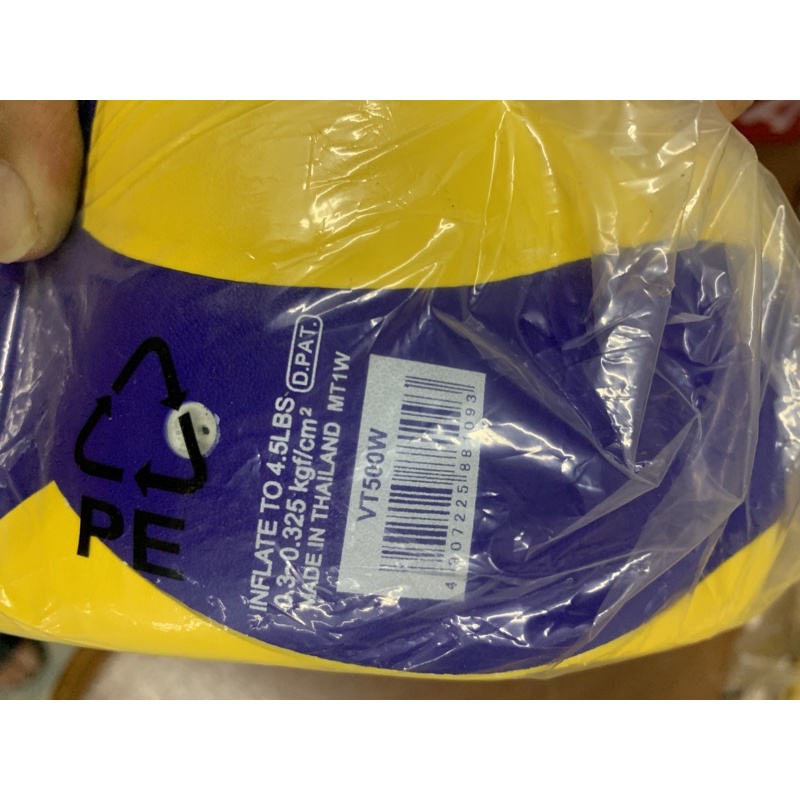 INFLATE TO 4.5LBS D.PAT.
0.3~0.325 kgf/cm²
MADE IN THAILAND MT1W
VT500W
PE